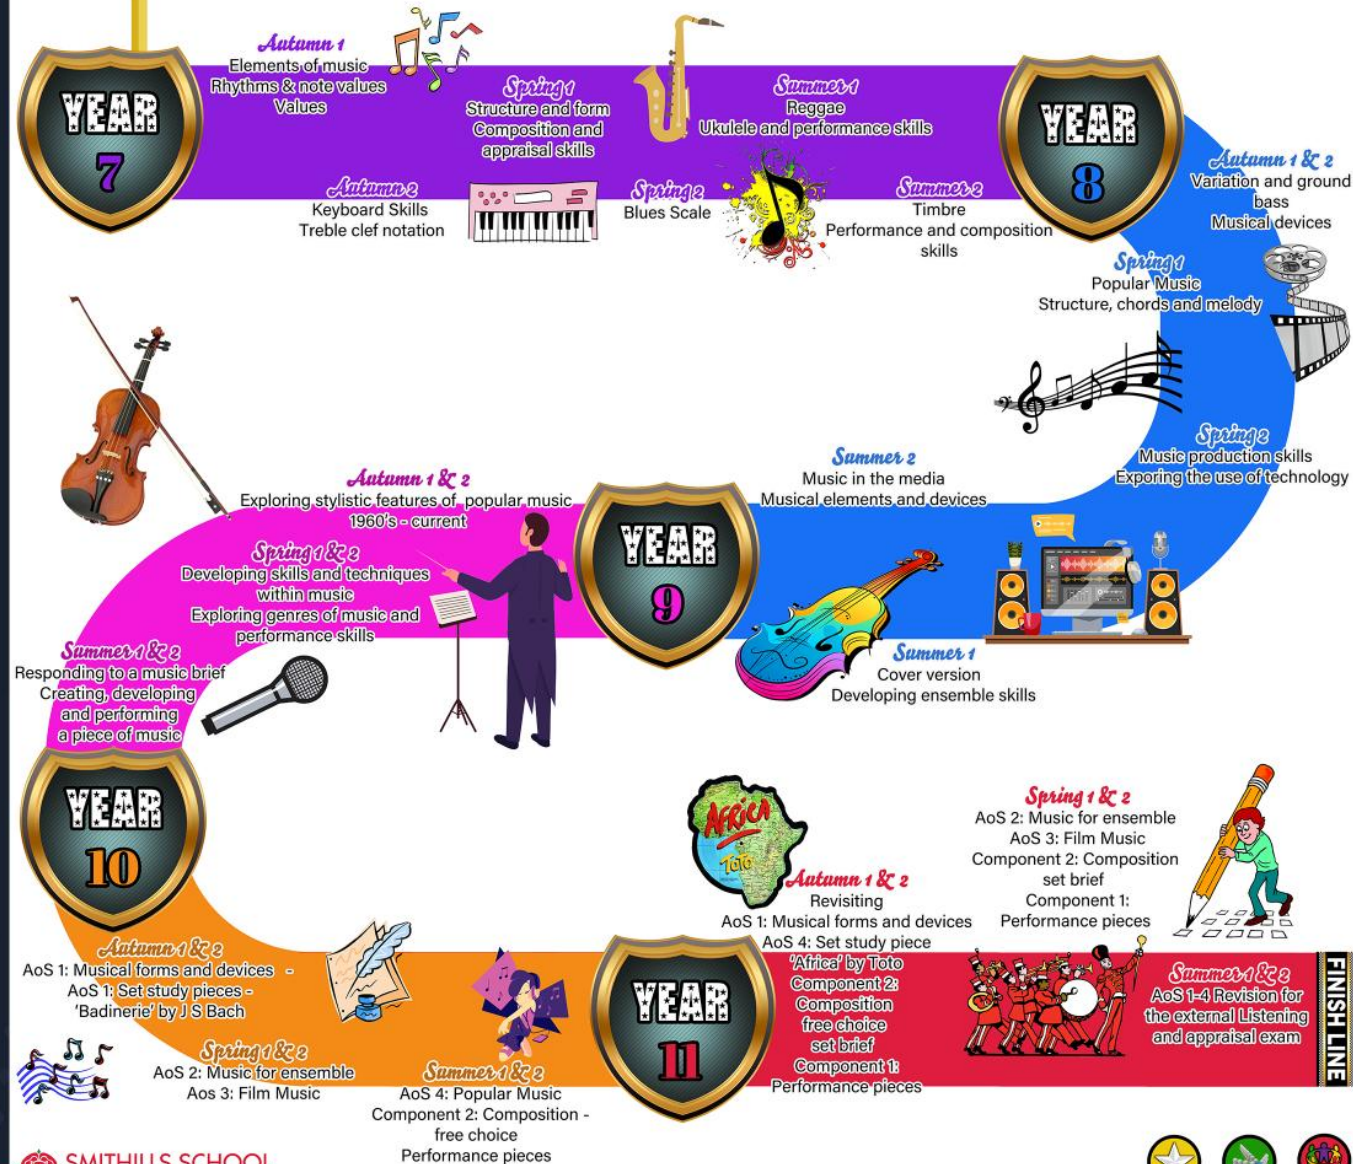 YEAR
7
Autumn 1
Elements of music
Rhythms & note values
Values
Autumn 2
Keyboard Skills
Treble clef notation
Spring 1
Structure and form
Composition and
appraisal skills
Spring 2
Blues Scale
Summer 1
Reggae
Ukulele and performance skills
Summer 2
Timbre
Performance and composition
skills
YEAR
8
Autumn 1 & 2
Variation and ground
bass
Musical devices
Spring 1
Popular Music
Structure, chords and melody
Spring 2
Music production skills
Exporing the use of technology
Summer 1
Cover version
Developing ensemble skills
Summer 2
Music in the media
Musical elements and devices
YEAR
9
Autumn 1 & 2
Exploring stylistic features of popular music
1960's - current
Spring 1 & 2
Developing skills and techniques
within music
Exploring genres of music and
performance skills
Summer 1 & 2
Responding to a music brief
Creating, developing
and performing
a piece of music
YEAR
10
Autumn 1 & 2
AoS 1: Musical forms and devices -
AoS 1: Set study pieces -
'Badinerie' by J S Bach
Spring 1 & 2
AoS 2: Music for ensemble
Aos 3: Film Music
Summer 1 & 2
AoS 4: Popular Music
Component 2: Composition -
free choice
Performance pieces
YEAR
11
AFRICA
TOTO
Autumn 1 & 2
Revisiting
AoS 1: Musical forms and devices
AoS 4: Set study piece
'Africa' by Toto
Component 2:
Composition
free choice
set brief
Component 1:
Performance pieces
Spring 1 & 2
AoS 2: Music for ensemble
AoS 3: Film Music
Component 2: Composition
set brief
Component 1:
Performance pieces
Summer 1 & 2
AoS 1-4 Revision for
the external Listening
and appraisal exam
FINISH LINE
SMITHILLS SCHOOL